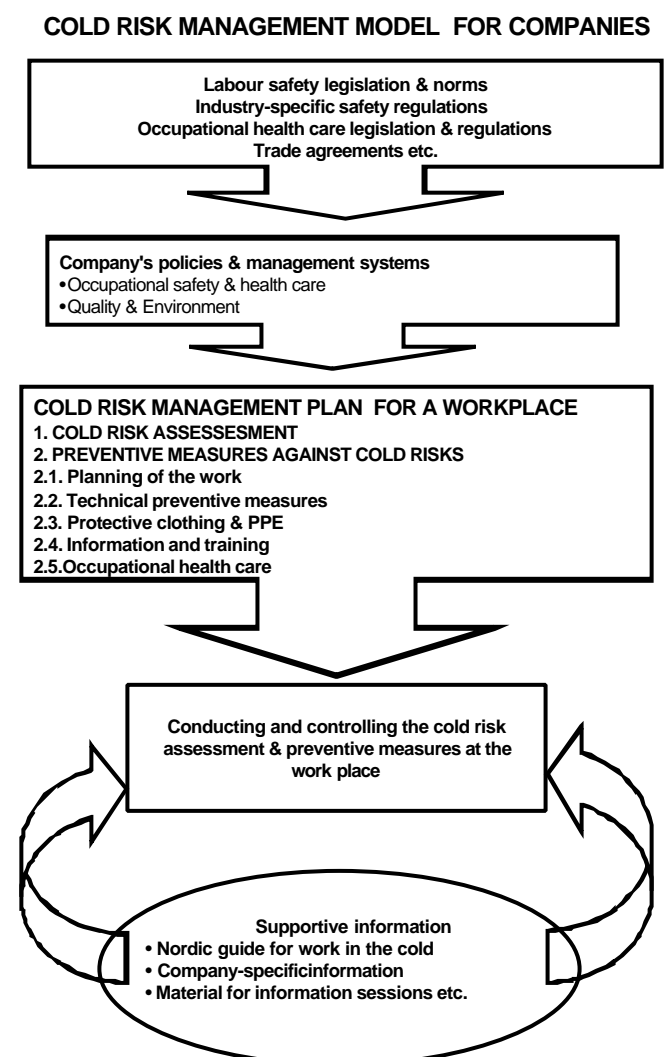 COLD RISK MANAGEMENT MODEL FOR COMPANIES
Labour safety legislation & norms
Industry-specific safety regulations
Occupational health care legislation & regulations
Trade agreements etc.
Company's policies & management systems
•Occupational safety & health care
•Quality & Environment
COLD RISK MANAGEMENT PLAN FOR A WORKPLACE
1. COLD RISK ASSESSESMENT
2. PREVENTIVE MEASURES AGAINST COLD RISKS
2.1. Planning of the work
2.2. Technical preventive measures
2.3. Protective clothing & PPE
2.4. Information and training
2.5.Occupational health care
Conducting and controlling the cold risk
assessment & preventive measures at the
work place
Supportive information
• Nordic guide for work in the cold
• Company-specificinformation
• Material for information sessions etc.